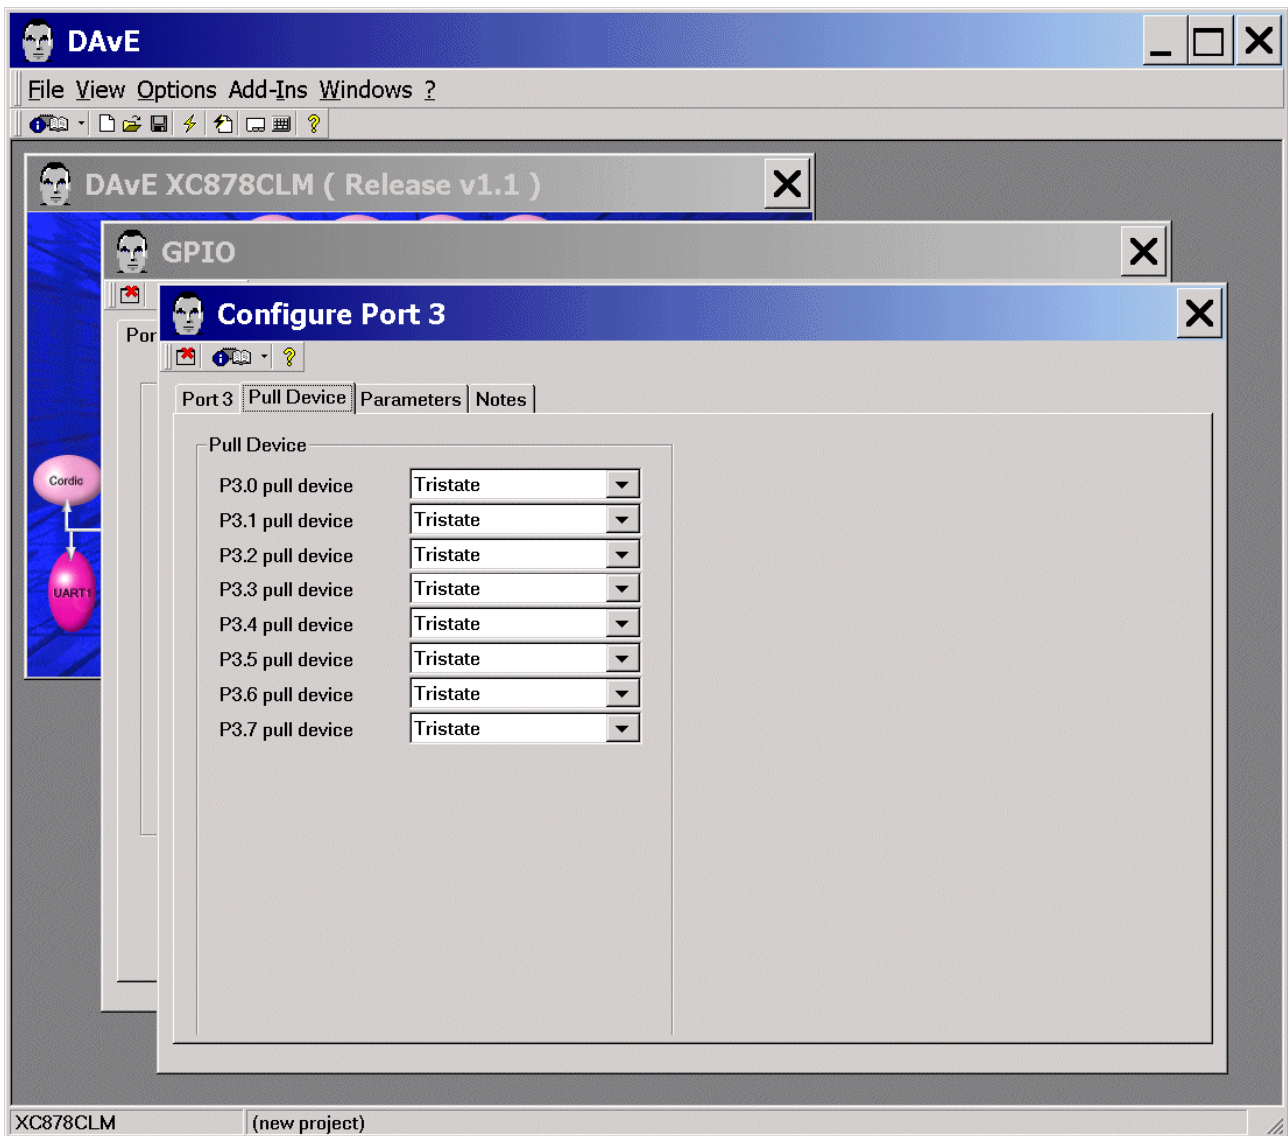 DAvE
File View Options Add-Ins Windows ?
DAvE XC878CLM ( Release v1.1 )
GPIO
Configure Port 3
Por
Port 3 Pull Device Parameters Notes
Pull Device
P3.0 pull device Tristate
P3.1 pull device Tristate
P3.2 pull device Tristate
P3.3 pull device Tristate
P3.4 pull device Tristate
P3.5 pull device Tristate
P3.6 pull device Tristate
P3.7 pull device Tristate
Cordic
UART1
XC878CLM (new project)